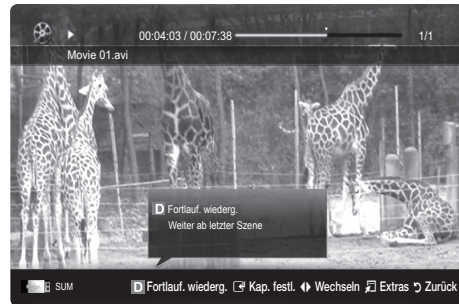 00:04:03 / 00:07:38 1/1
Movie 01.avi
D Fortlauf. wiederg.
Weiter ab letzter Szene
SUM D Fortlauf. wiederg. Kap. festl. Wechseln Extras Zurück